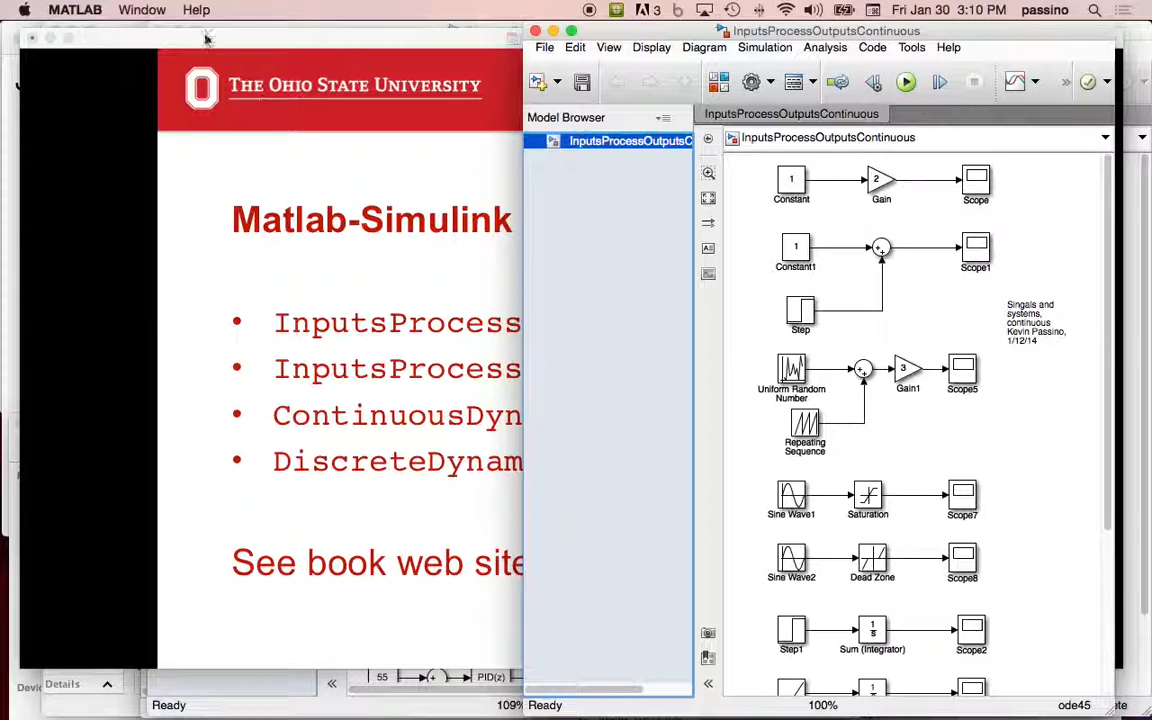 MATLAB Window Help
3 Fri Jan 30 3:10 PM passino
THE OHIO STATE UNIVERSITY
Matlab-Simulink
• InputsProcess
• InputsProcess
• ContinuousDyn
• DiscreteDynam
See book web site
Details
55
PID(z)
Ready 109%
InputsProcessOutputsContinuous
File Edit View Display Diagram Simulation Analysis Code Tools Help
Model Browser
InputsProcessOutputsC
InputsProcessOutputsContinuous
InputsProcessOutputsContinuous
1
Constant
2
Gain
Scope
1
Constant1
Scope1
Step
Singals and
systems,
continuous
Kevin Passino,
1/12/14
Uniform Random
Number
3
Gain1
Scope5
Repeating
Sequence
Sine Wave1
Saturation
Scope7
Sine Wave2
Dead Zone
Scope8
Step1
1
s
Sum (Integrator)
Scope2
1
Ready 100% ode45